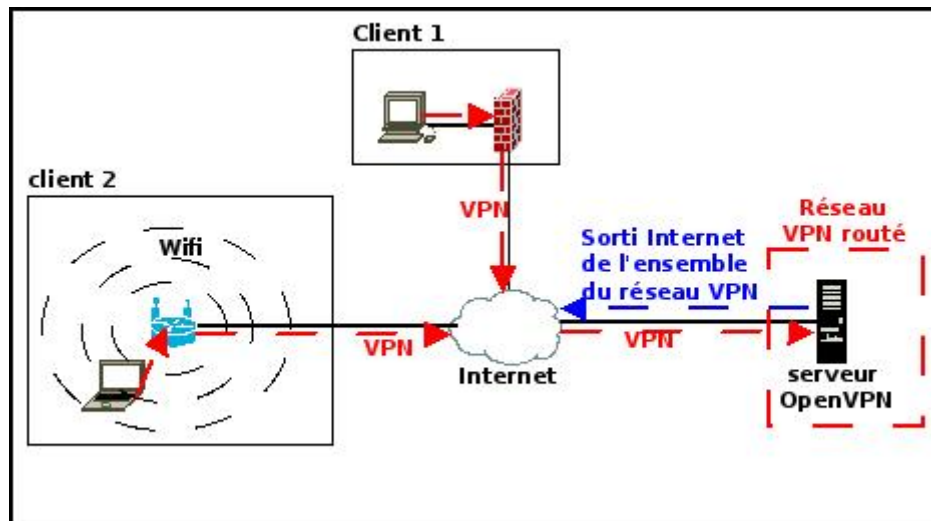 Client 1
client 2
Wifi
VPN
VPN
Internet
Sorti Internet
de l'ensemble
du réseau VPN
VPN
Réseau
VPN routé
serveur
OpenVPN